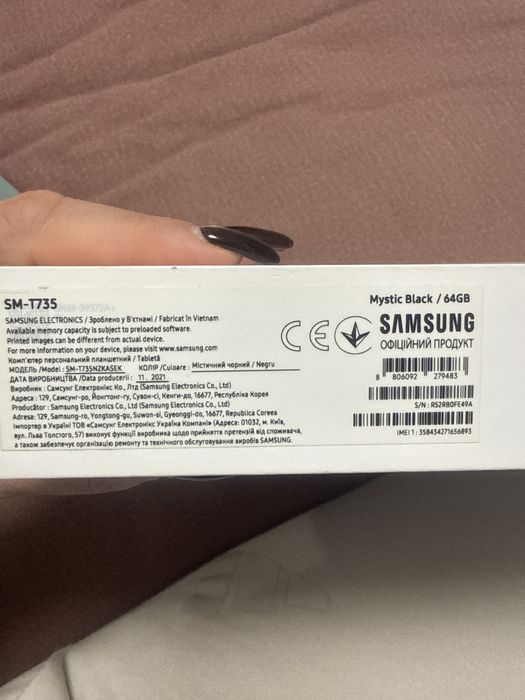 SM-T735
SAMSUNG ELECTRONICS / Зроблено у В'єтнамі / Fabricat în Vietnam
Available memory capacity is subject to preloaded software.
Printed images can be different from actual device.
For more information on your device, please visit www.samsung.com
Комп'ютер персональний планшетний / Tabletă
МОДЕЛЬ /Model: SM-T735NZKASEK КОЛІР /Culoare : Містичний чорний / Negru
ДАТА ВИРОБНИЦТВА /Data producerii : 11. 2021
Виробник : Самсунг Електронікс Ко., Лтд (Samsung Electronics Co., Ltd)
Адреса : 129, Самсунг-ро, Йонгтонг-гу, Сувон-сі, Кенгі-до, 16677, Республіка Корея
Producător : Samsung Electronics Co., Ltd (Samsung Electronics Co., Ltd)
Adresa: 129, Samsung-ro, Yeongtong-gu, Suwon-si, Gyeonggi-do, 16677, Republica Coreea
Імпортер в Україні ТОВ «Самсунг Електронікс Україна Компані» (Адреса: 01032, м. Київ,
вул. Льва Толстого, 57) виконує функції виробника щодо прийняття претензій від споживача,
а також забезпечує організацію ремонту та технічного обслуговування виробів SAMSUNG.
Mystic Black / 64GB
CE
SAMSUNG
ОФІЦІЙНИЙ ПРОДУКТ
8 806092 279483
S/N : R52RB0FE49A
IMEI 1 : 358434271656893